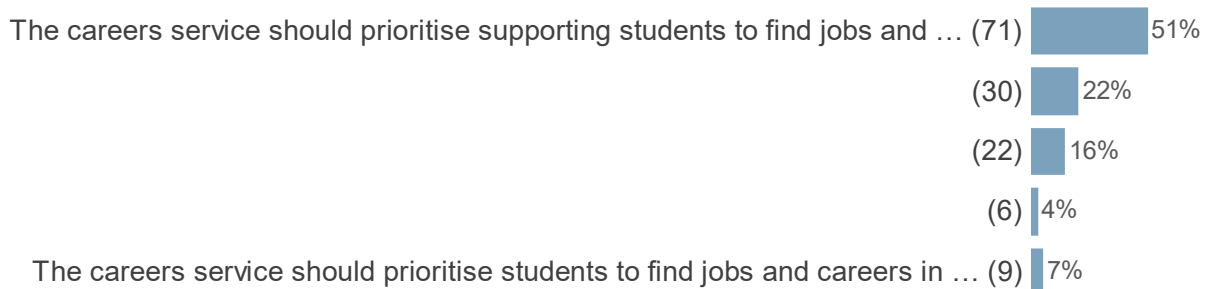 The careers service should prioritise supporting students to find jobs and … (71) 51%
(30) 22%
(22) 16%
(6) 4%
The careers service should prioritise students to find jobs and careers in … (9) 7%